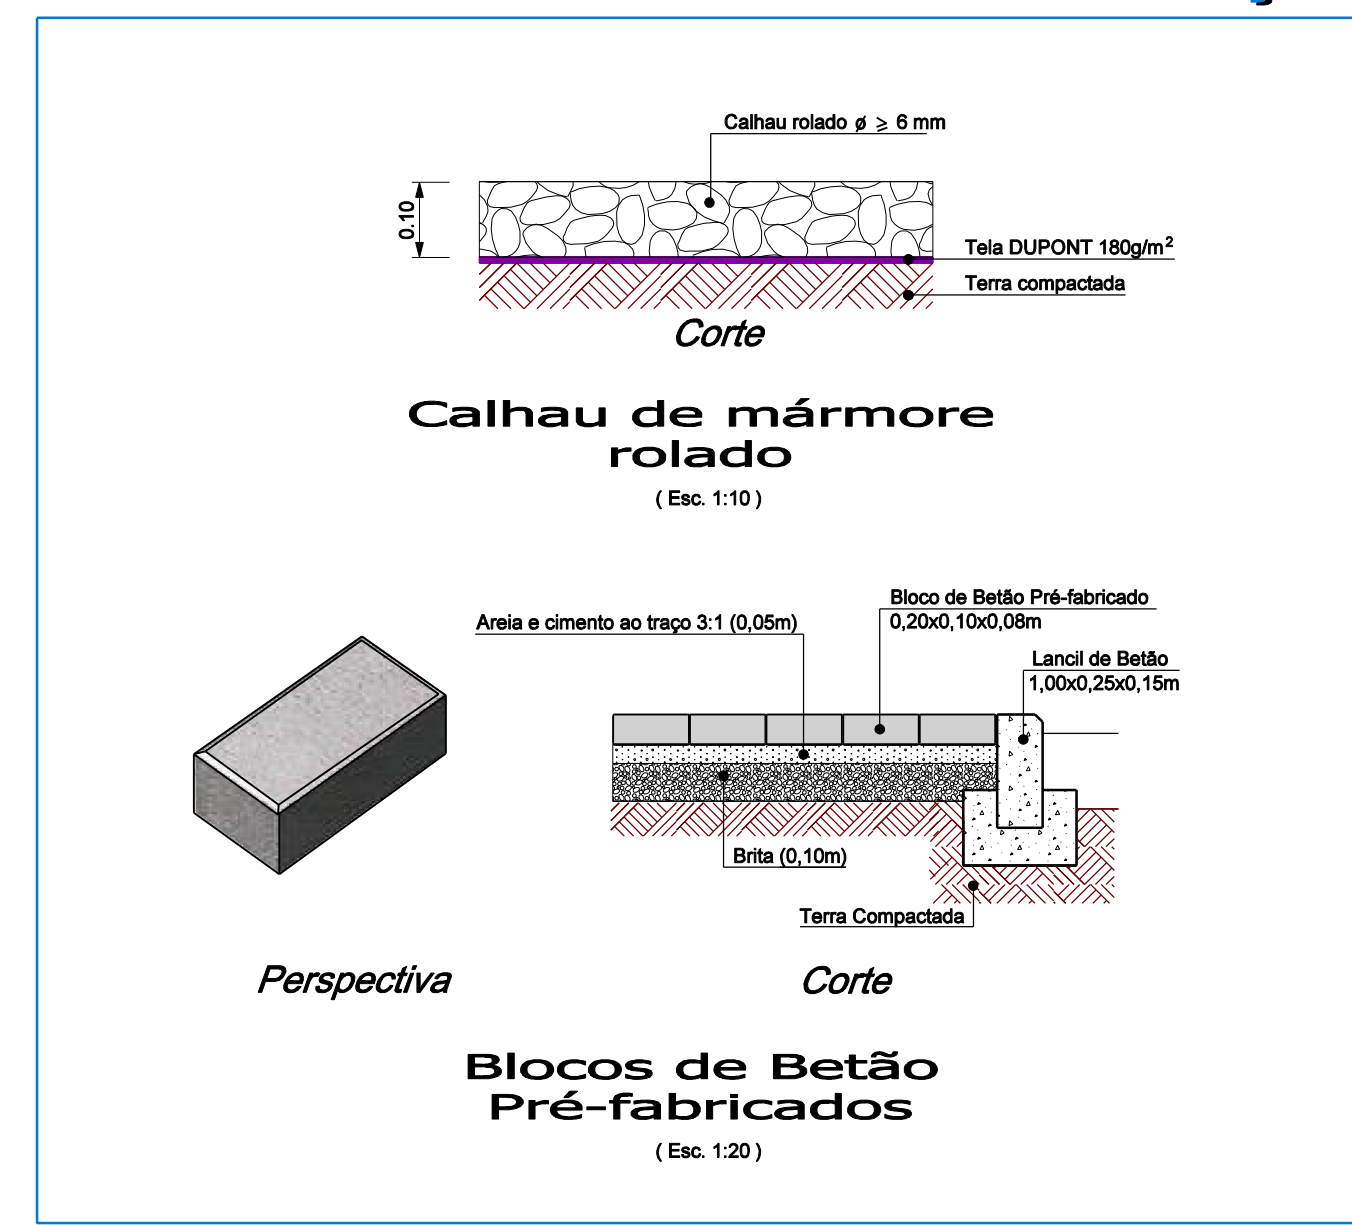 Calhau rolado ø ≥ 6 mm
0.10
Tela DUPONT 180g/m²
Terra compactada
Corte
Calhau de mármore
rolado
( Esc. 1:10 )
Bloco de Betão Pré-fabricado
0,20x0,10x0,08m
Areia e cimento ao traço 3:1 (0,05m)
Lancil de Betão
1,00x0,25x0,15m
Brita (0,10m)
Terra Compactada
Perspectiva
Corte
Blocos de Betão
Pré-fabricados
( Esc. 1:20 )